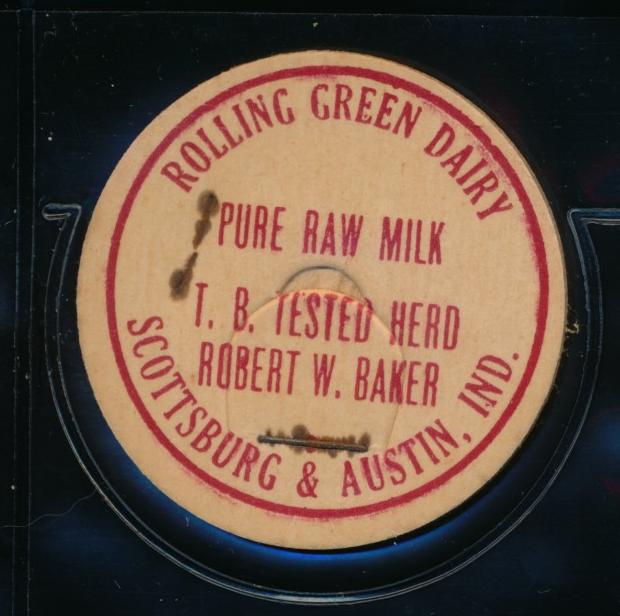 ROLLING GREEN DAIRY
PURE RAW MILK
T. B. TESTED HERD
ROBERT W. BAKER
SCOTTSBURG & AUSTIN, IND.